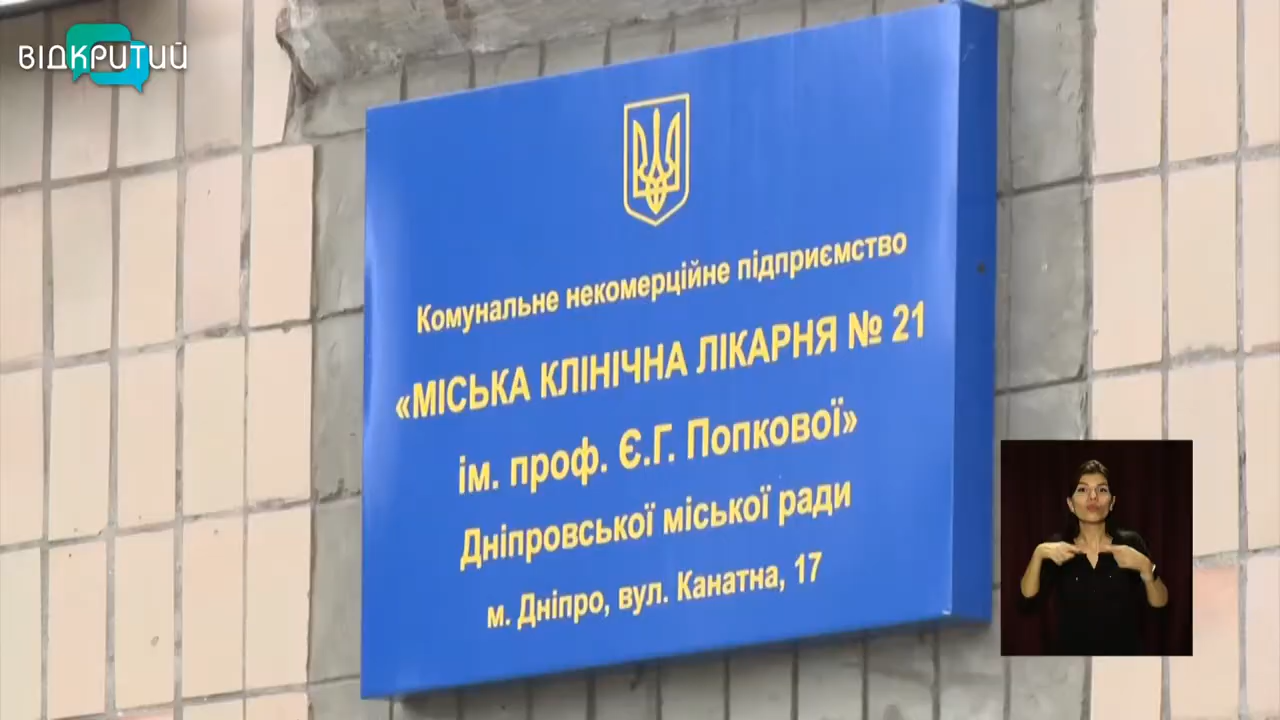 ВІДКРИТИЙ
Комунальне некомерційне підприємство
«МІСЬКА КЛІНІЧНА ЛІКАРНЯ № 21
ім. проф. Є.Г. Попкової»
Дніпровської міської ради
м. Дніпро, вул. Канатна, 17